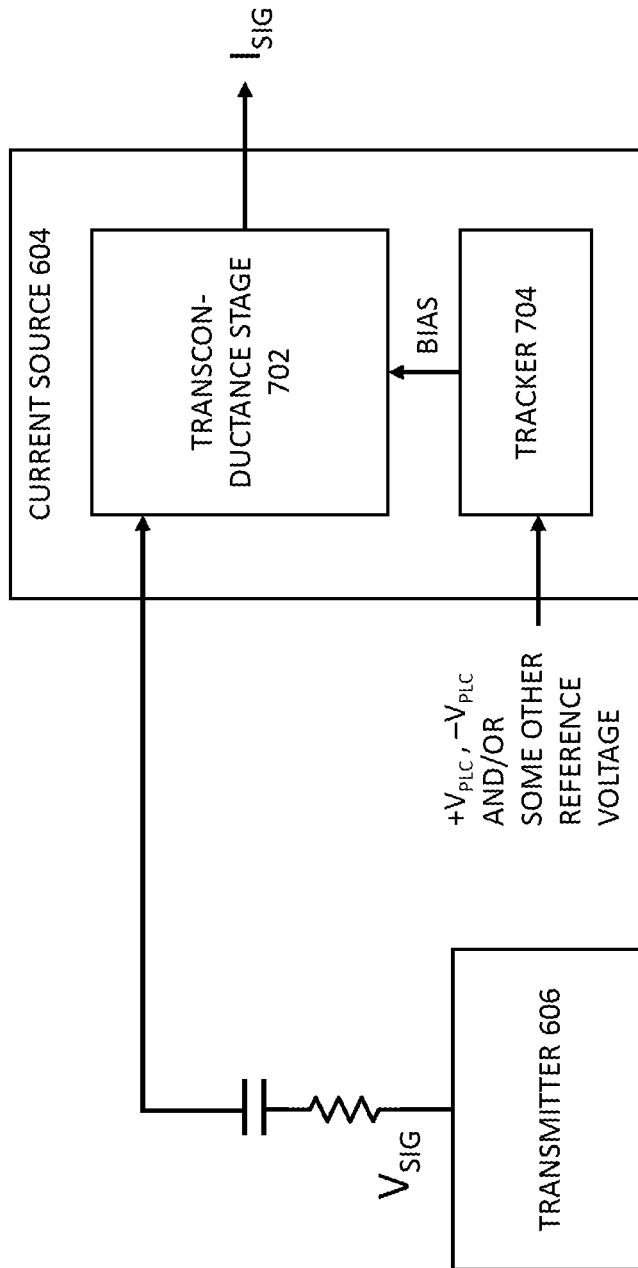 CURRENT SOURCE 604
TRANSCON-
DUCTANCE STAGE
702
I_SIG
BIAS
TRACKER 704
+V_PLC , –V_PLC
AND/OR
SOME OTHER
REFERENCE
VOLTAGE
V_SIG
TRANSMITTER 606